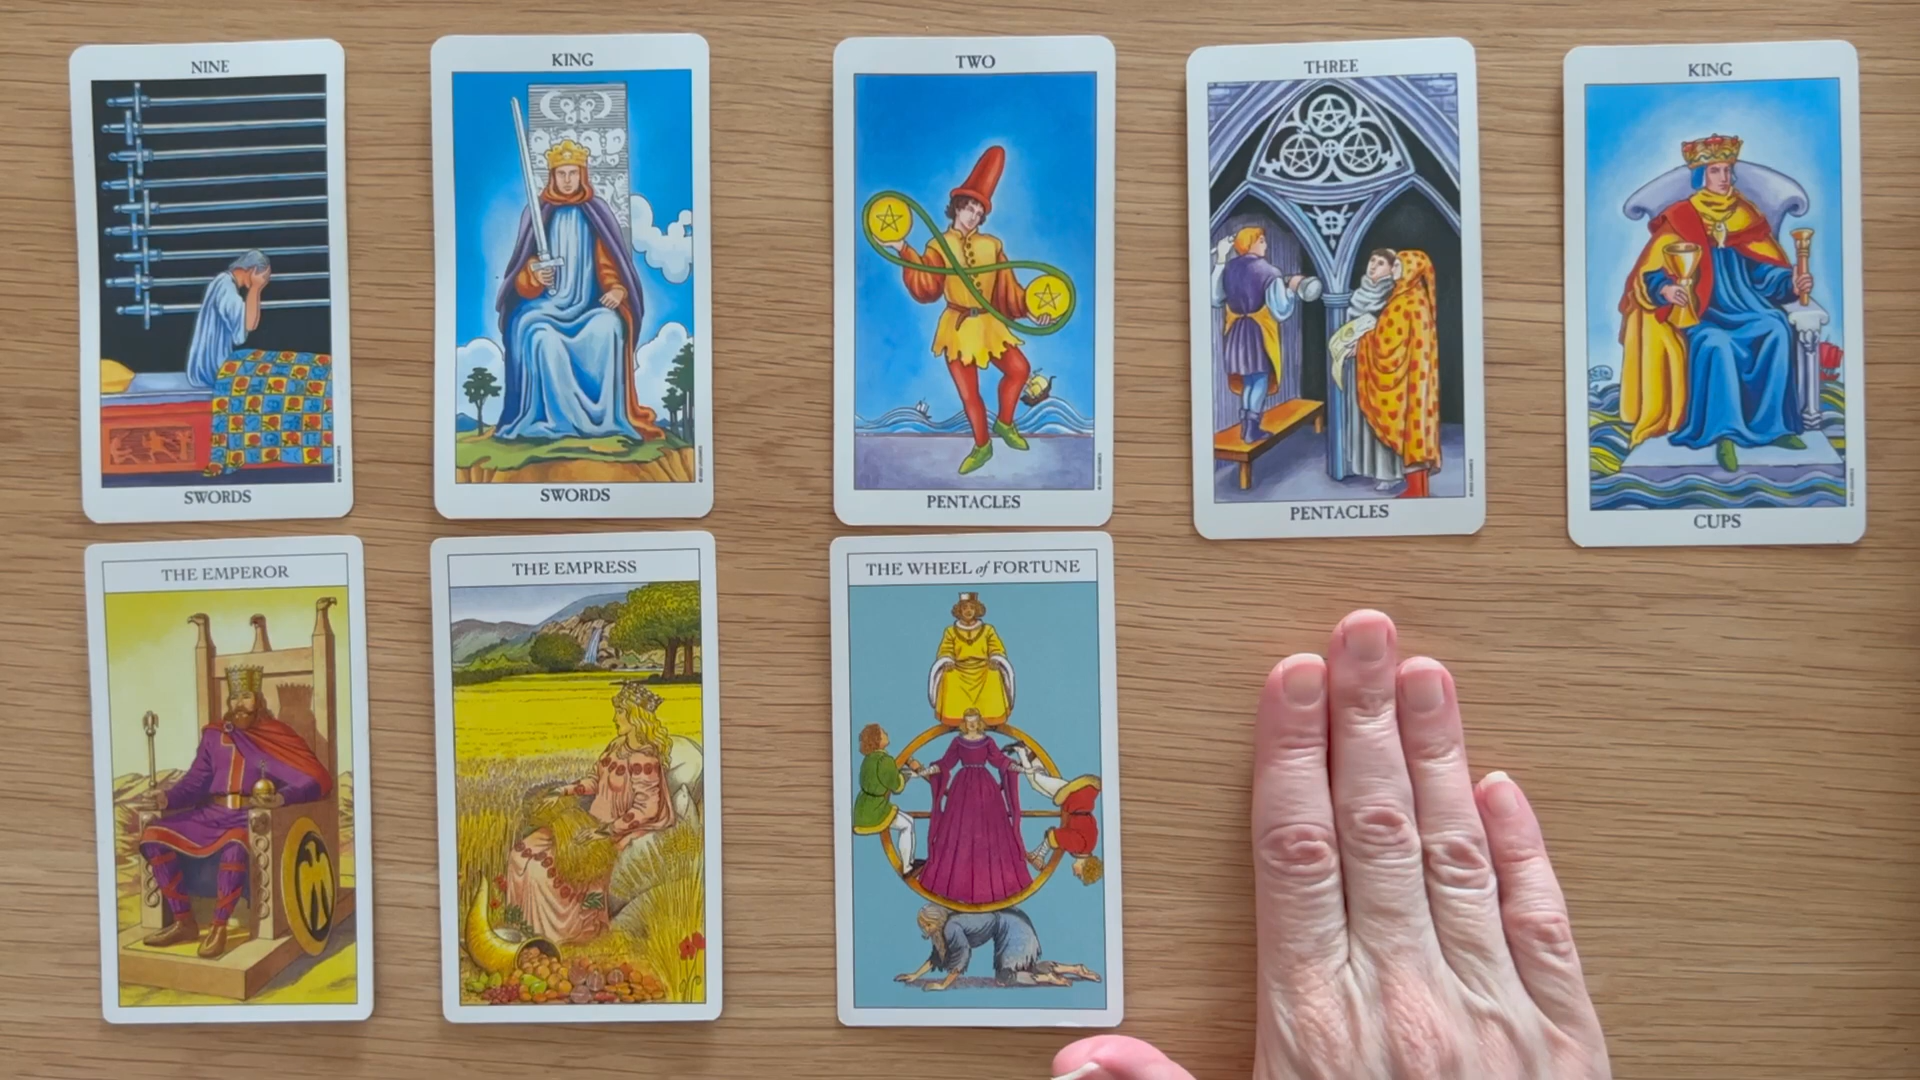 NINE
SWORDS
KING
SWORDS
TWO
PENTACLES
THREE
PENTACLES
KING
CUPS
THE EMPEROR
THE EMPRESS
THE WHEEL of FORTUNE